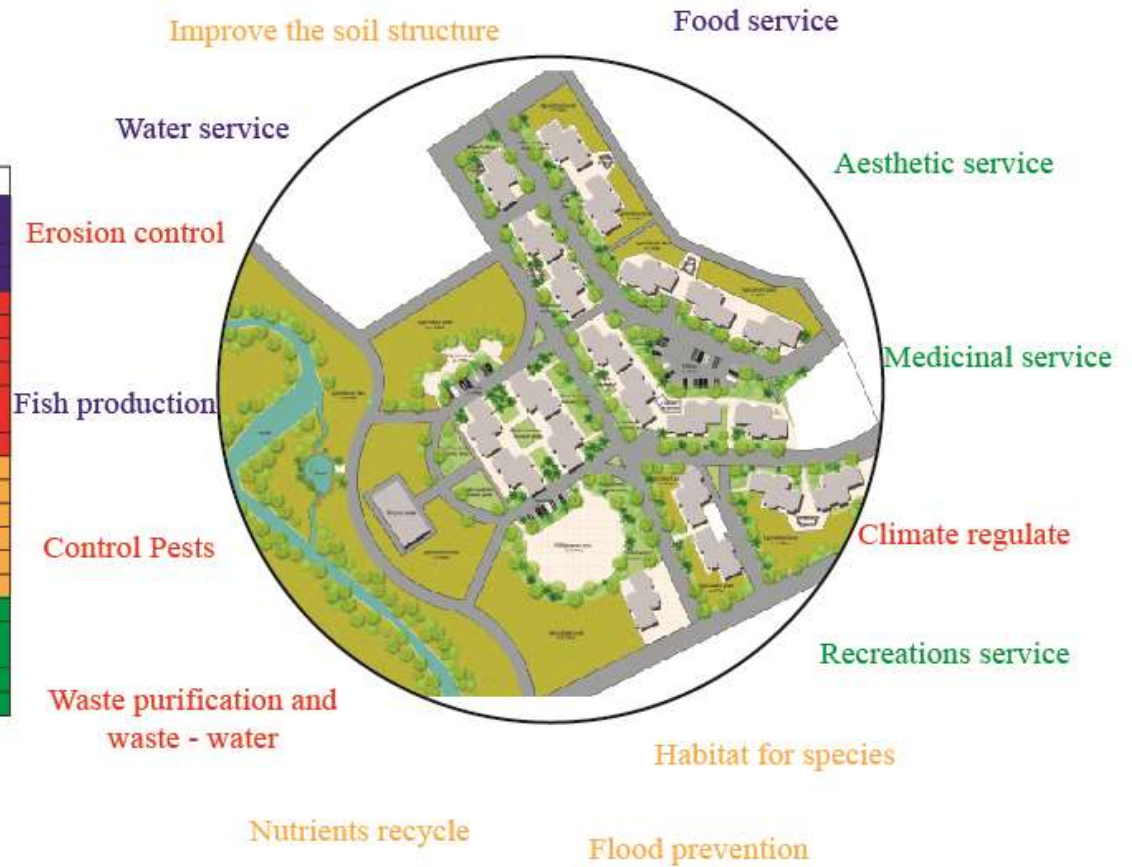 Improve the soil structure
Food service
Water service
Aesthetic service
Erosion control
Medicinal service
Fish production
Control Pests
Climate regulate
Recreations service
Waste purification and
waste - water
Habitat for species
Nutrients recycle
Flood prevention